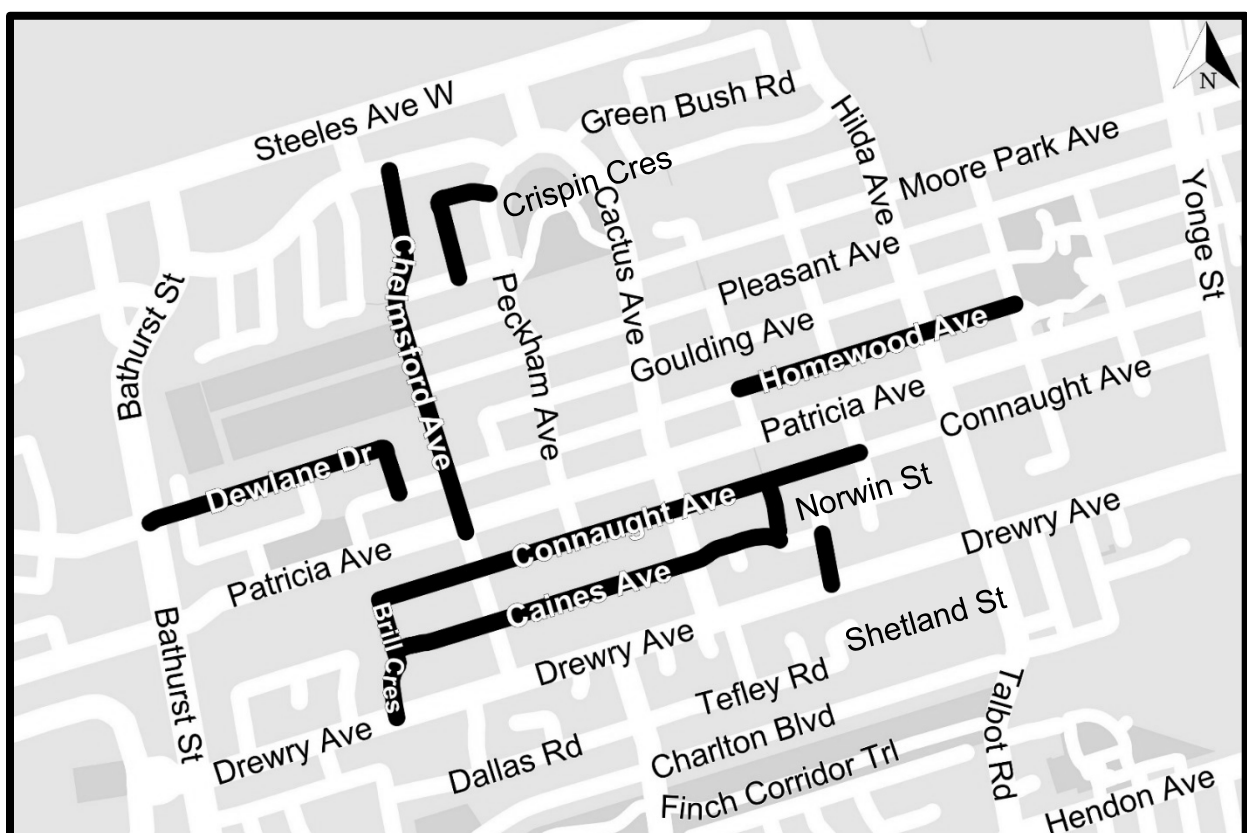 N
Steeles Ave W
Green Bush Rd
Hilda Ave
Moore Park Ave
Crispin Cres
Cactus Ave
Yonge St
Chelmsford Ave
Pleasant Ave
Bathurst St
Peckham Ave
Goulding Ave
Homewood Ave
Patricia Ave
Connaught Ave
Dewlane Dr
Connaught Ave
Norwin St
Drewry Ave
Patricia Ave
Caines Ave
Brill Cres
Bathurst St
Drewry Ave
Shetland St
Tefley Rd
Talbot Rd
Drewry Ave
Dallas Rd
Charlton Blvd
Finch Corridor Trl
Hendon Ave